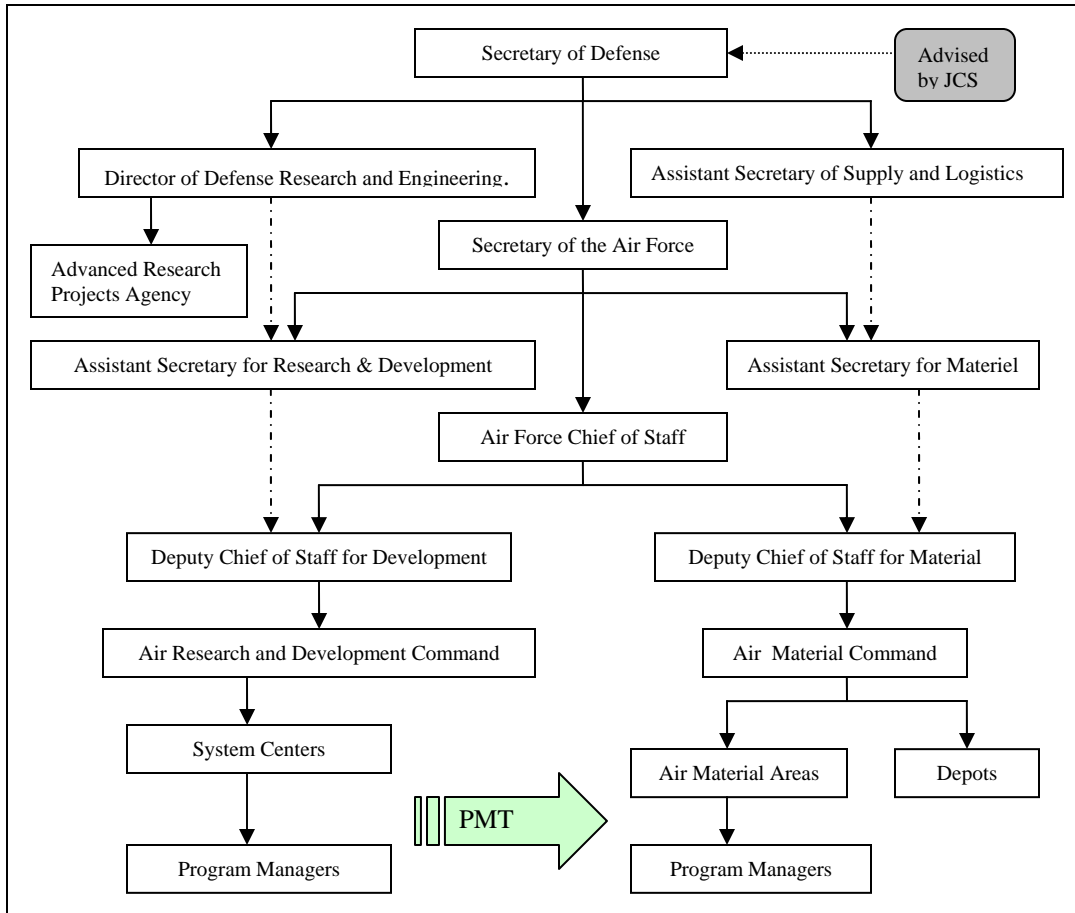 Secretary of Defense
Advised
by JCS
Director of Defense Research and Engineering.
Assistant Secretary of Supply and Logistics
Secretary of the Air Force
Advanced Research
Projects Agency
Assistant Secretary for Research & Development
Assistant Secretary for Materiel
Air Force Chief of Staff
Deputy Chief of Staff for Development
Deputy Chief of Staff for Material
Air Research and Development Command
Air Material Command
System Centers
Air Material Areas
Depots
PMT
Program Managers
Program Managers